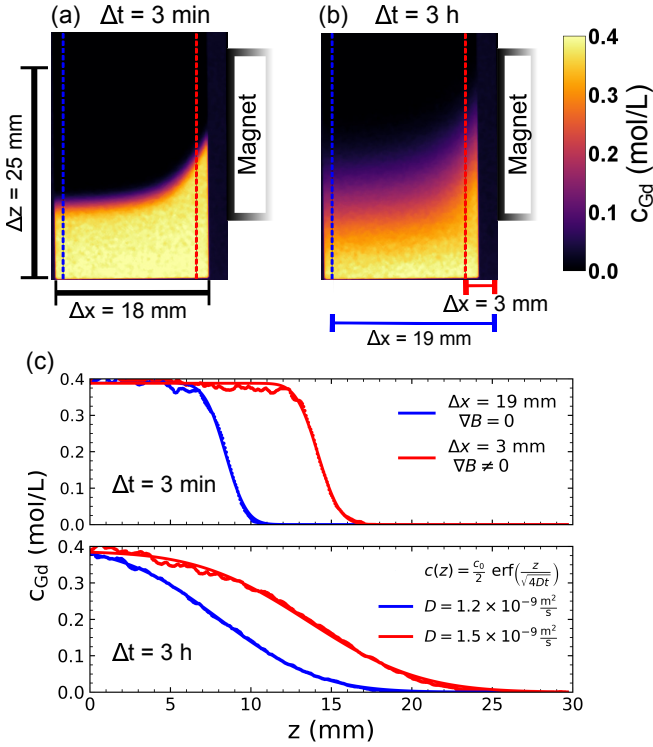 (a) Δt = 3 min
(b) Δt = 3 h
Δz = 25 mm
Magnet
Magnet
0.4
0.3
0.2
0.1
0.0
c_Gd (mol/L)
Δx = 18 mm
Δx = 3 mm
Δx = 19 mm
(c)
0.4
0.3
0.2
0.1
0.0
Δx = 19 mm
∇B = 0
Δx = 3 mm
∇B ≠ 0
Δt = 3 min
c_Gd (mol/L)
0.4
0.3
0.2
0.1
0.0
c(z) = c₀/2 erf(z/√4Dt)
D = 1.2 × 10⁻⁹ m²/s
D = 1.5 × 10⁻⁹ m²/s
Δt = 3 h
0 5 10 15 20 25 30
z (mm)